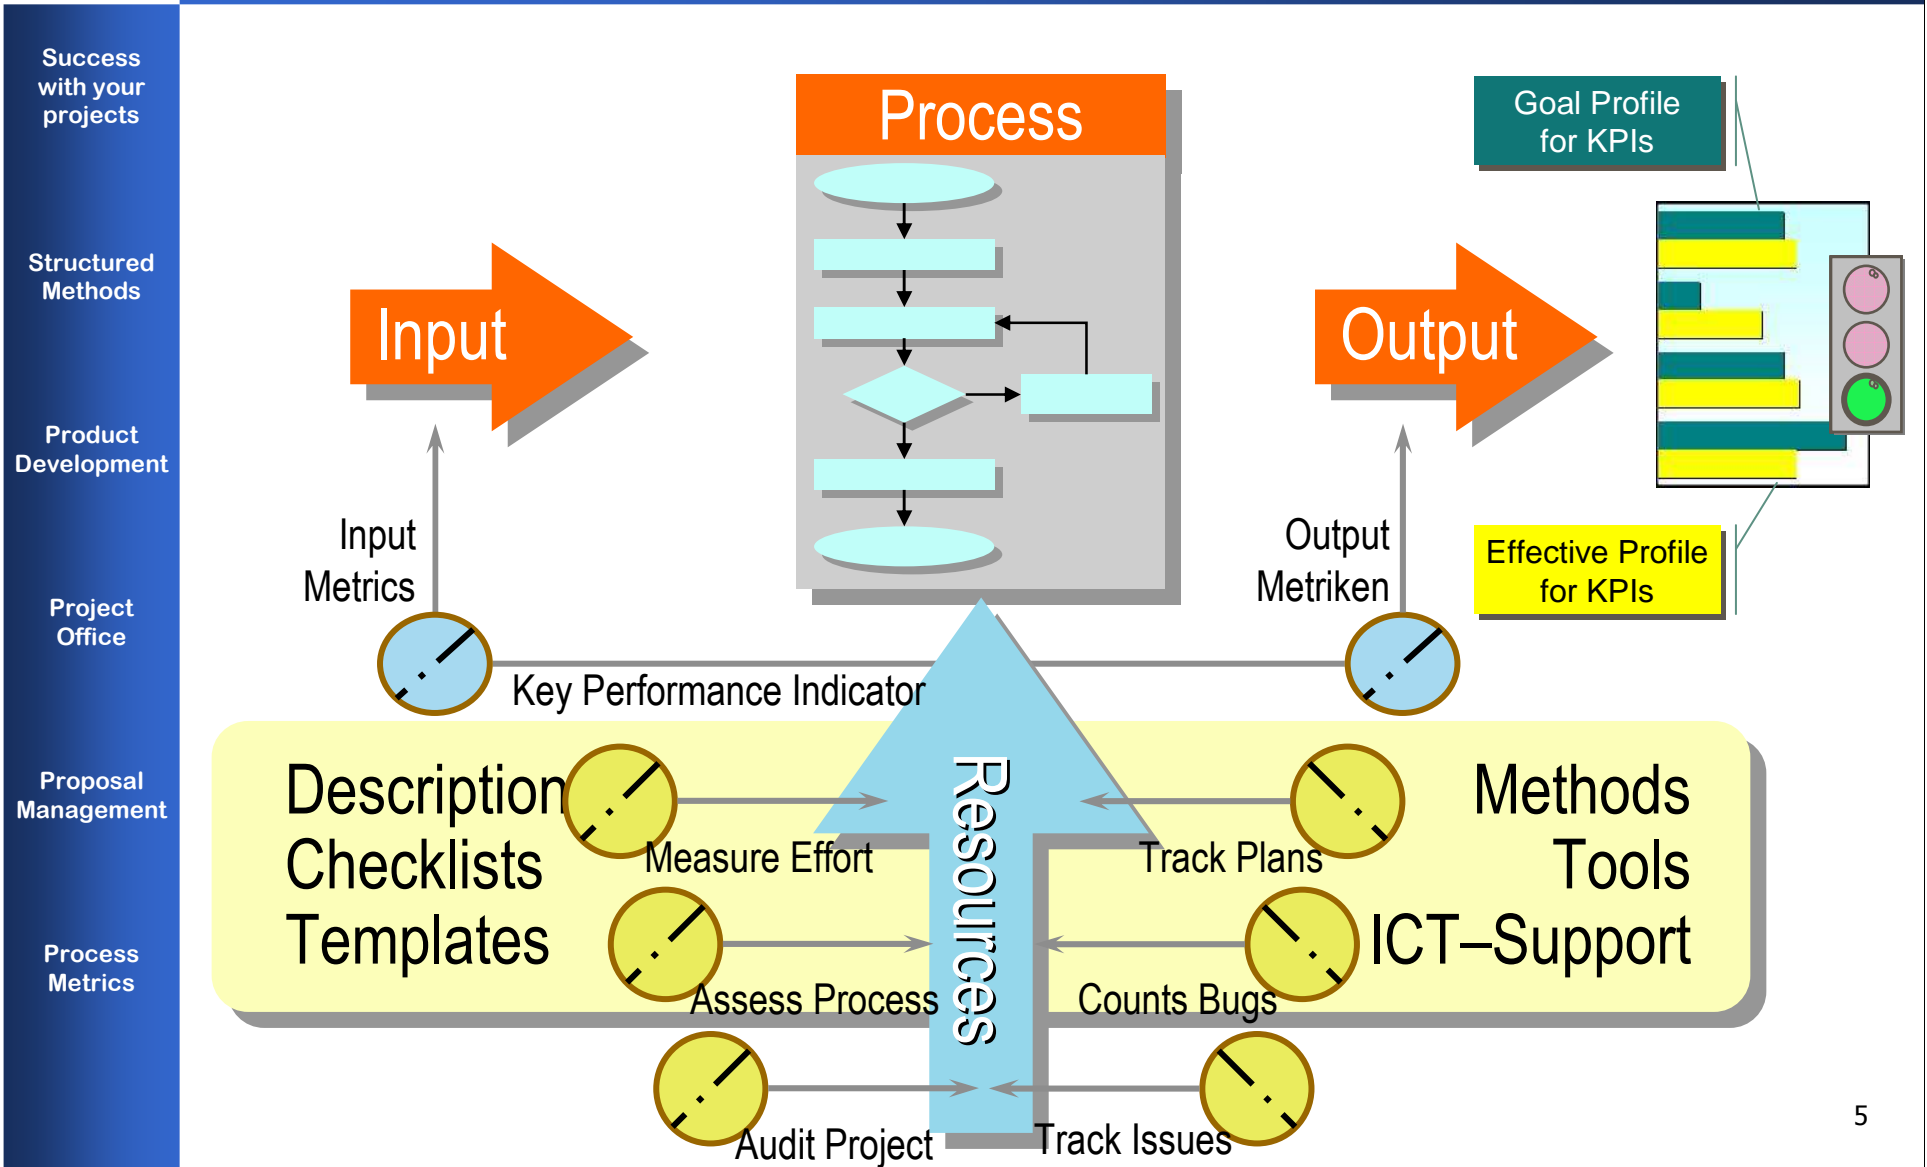 Success
with your
projects
Structured
Methods
Product
Development
Project
Office
Proposal
Management
Process
Metrics
Process
Goal Profile
for KPIs
Input
Output
Input
Metrics
Output
Metriken
Effective Profile
for KPIs
Key Performance Indicator
Resources
Description
Checklists
Templates
Methods
Tools
ICT–Support
Measure Effort
Track Plans
Assess Process
Counts Bugs
Audit Project
Track Issues
5